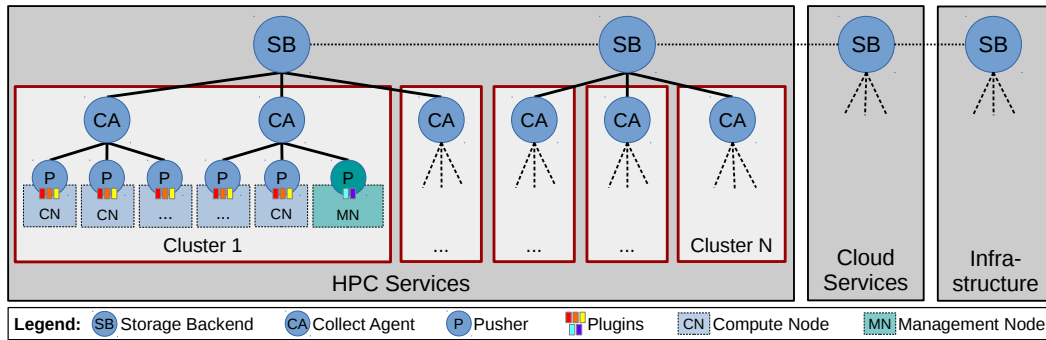 SB SB SB SB
CA CA CA CA CA CA
P P P P P P
CN CN ... ... CN MN
Cluster 1 ... ... ... Cluster N
HPC Services
Cloud
Services
Infra-
structure
Legend: SB Storage Backend CA Collect Agent P Pusher Plugins CN Compute Node MN Management Node